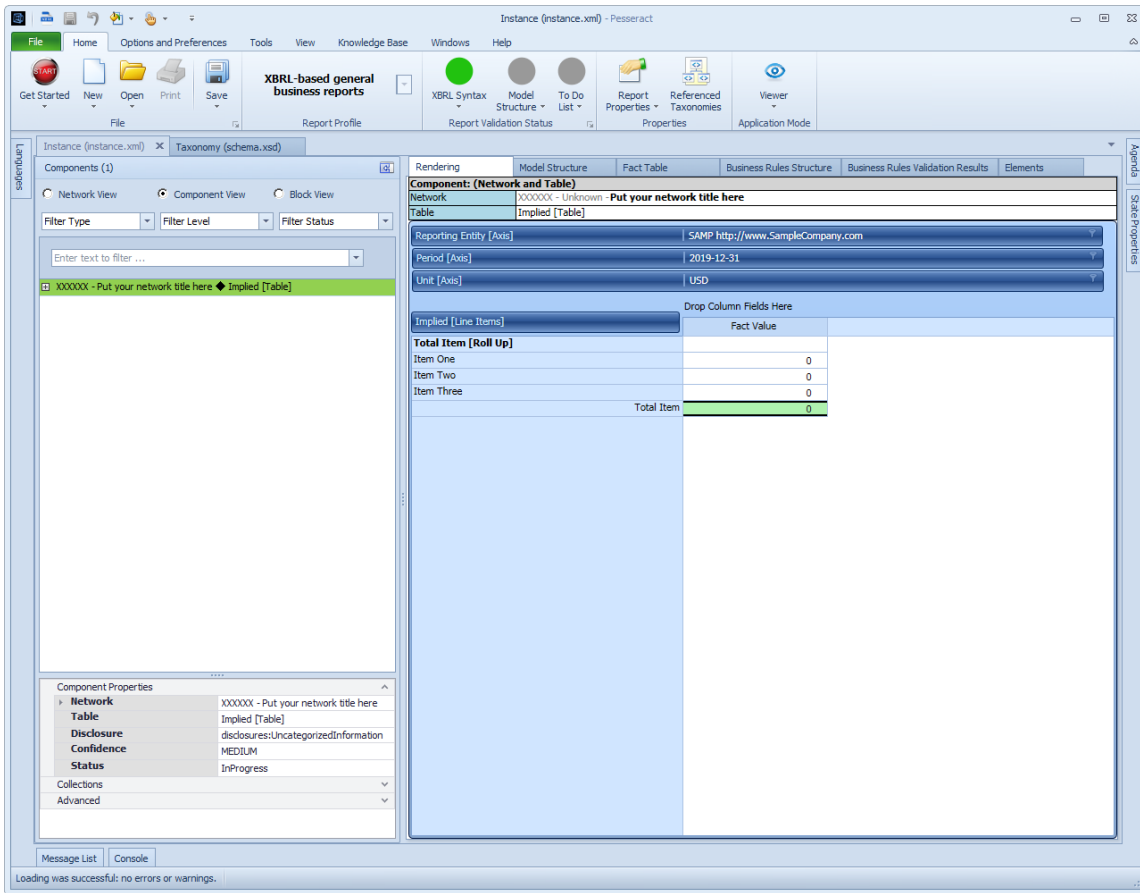 Instance (instance.xml) - Pesseract
File Home Options and Preferences Tools View Knowledge Base Windows Help
START
Get Started New Open Print Save
File
XBRL-based general
business reports
Report Profile
XBRL Syntax Model Structure To Do List
Report Validation Status
Report Properties Referenced Taxonomies
Properties
Viewer
Application Mode
Languages
Instance (instance.xml) Taxonomy (schema.xsd)
Components (1)
Network View Component View Block View
Filter Type Filter Level Filter Status
Enter text to filter ...
XXXXXX - Put your network title here ◆ Implied [Table]
Component Properties
Network XXXXXX - Put your network title here
Table Implied [Table]
Disclosure disclosures:UncategorizedInformation
Confidence MEDIUM
Status InProgress
Collections
Advanced
Rendering Model Structure Fact Table Business Rules Structure Business Rules Validation Results Elements
Component: (Network and Table)
Network XXXXXX - Unknown - Put your network title here
Table Implied [Table]
Reporting Entity [Axis] SAMP http://www.SampleCompany.com
Period [Axis] 2019-12-31
Unit [Axis] USD
Drop Column Fields Here
Implied [Line Items] Fact Value
Total Item [Roll Up]
Item One 0
Item Two 0
Item Three 0
Total Item 0
Agenda
State Properties
Message List Console
Loading was successful: no errors or warnings.